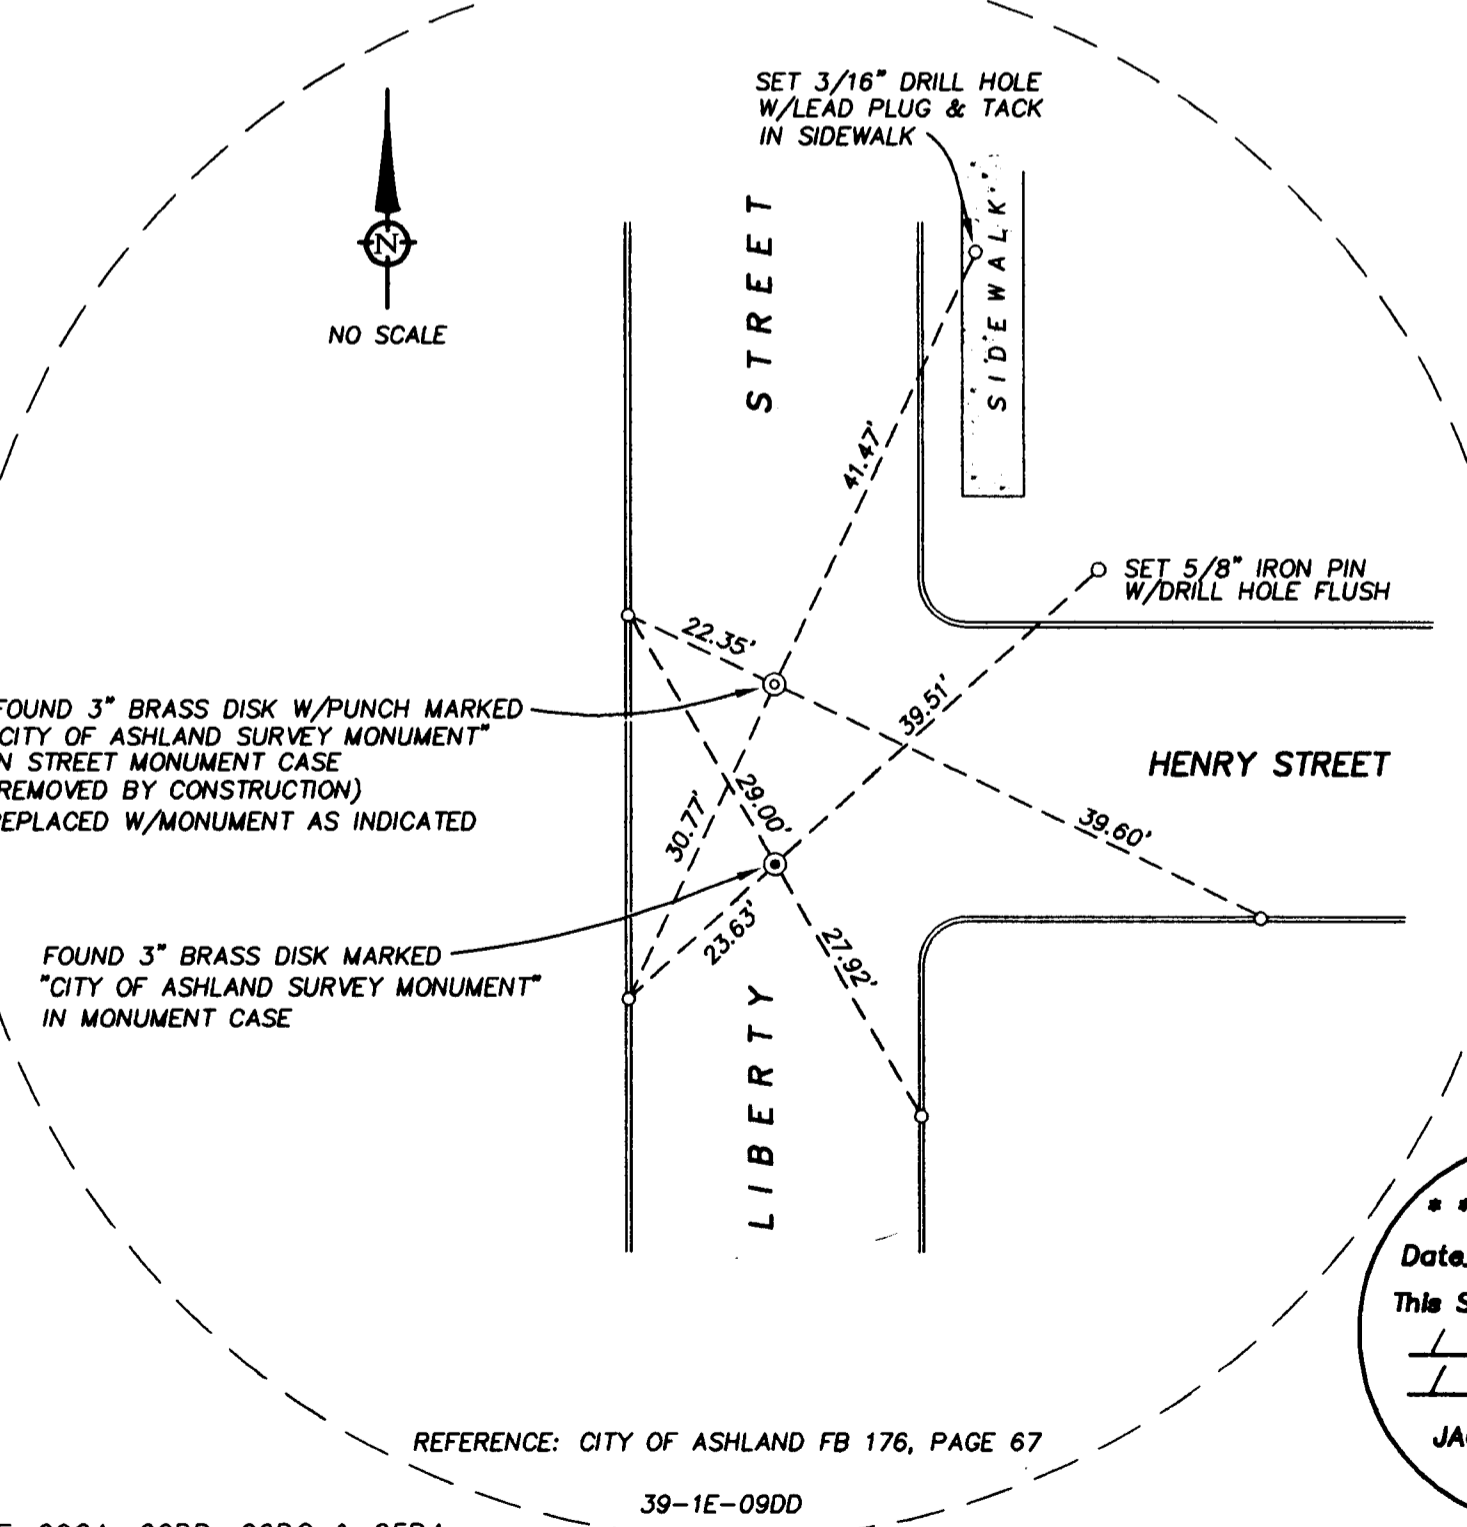 SET 3/16" DRILL HOLE
W/LEAD PLUG & TACK
IN SIDEWALK
N
NO SCALE
STREET
SIDEWALK
41.47'
SET 5/8" IRON PIN
W/DRILL HOLE FLUSH
22.35'
39.51'
FOUND 3" BRASS DISK W/PUNCH MARKED
CITY OF ASHLAND SURVEY MONUMENT"
N STREET MONUMENT CASE
REMOVED BY CONSTRUCTION)
EPLACED W/MONUMENT AS INDICATED
HENRY STREET
29.00'
30.77'
39.60'
23.63'
27.92'
FOUND 3" BRASS DISK MARKED
"CITY OF ASHLAND SURVEY MONUMENT"
IN MONUMENT CASE
LIBERTY
* *
Date
This S
JA
REFERENCE: CITY OF ASHLAND FB 176, PAGE 67
39-1E-09DD